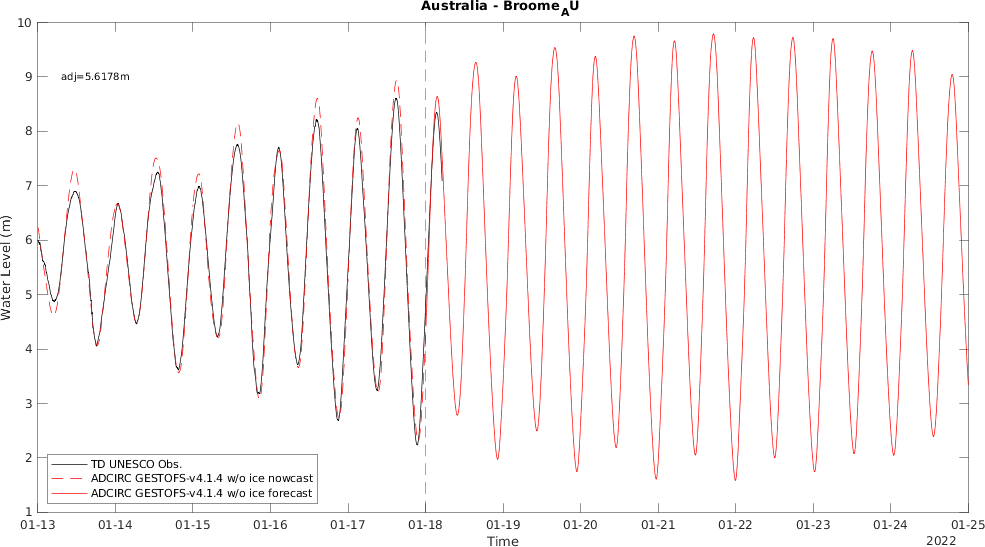 Australia - Broome_AU
10
9
8
7
6
5
4
3
2
1
Water Level (m)
adj=5.6178m
TD UNESCO Obs.
ADCIRC GESTOFS-v4.1.4 w/o ice nowcast
ADCIRC GESTOFS-v4.1.4 w/o ice forecast
01-13 01-14 01-15 01-16 01-17 01-18 01-19 01-20 01-21 01-22 01-23 01-24 01-25
Time
2022